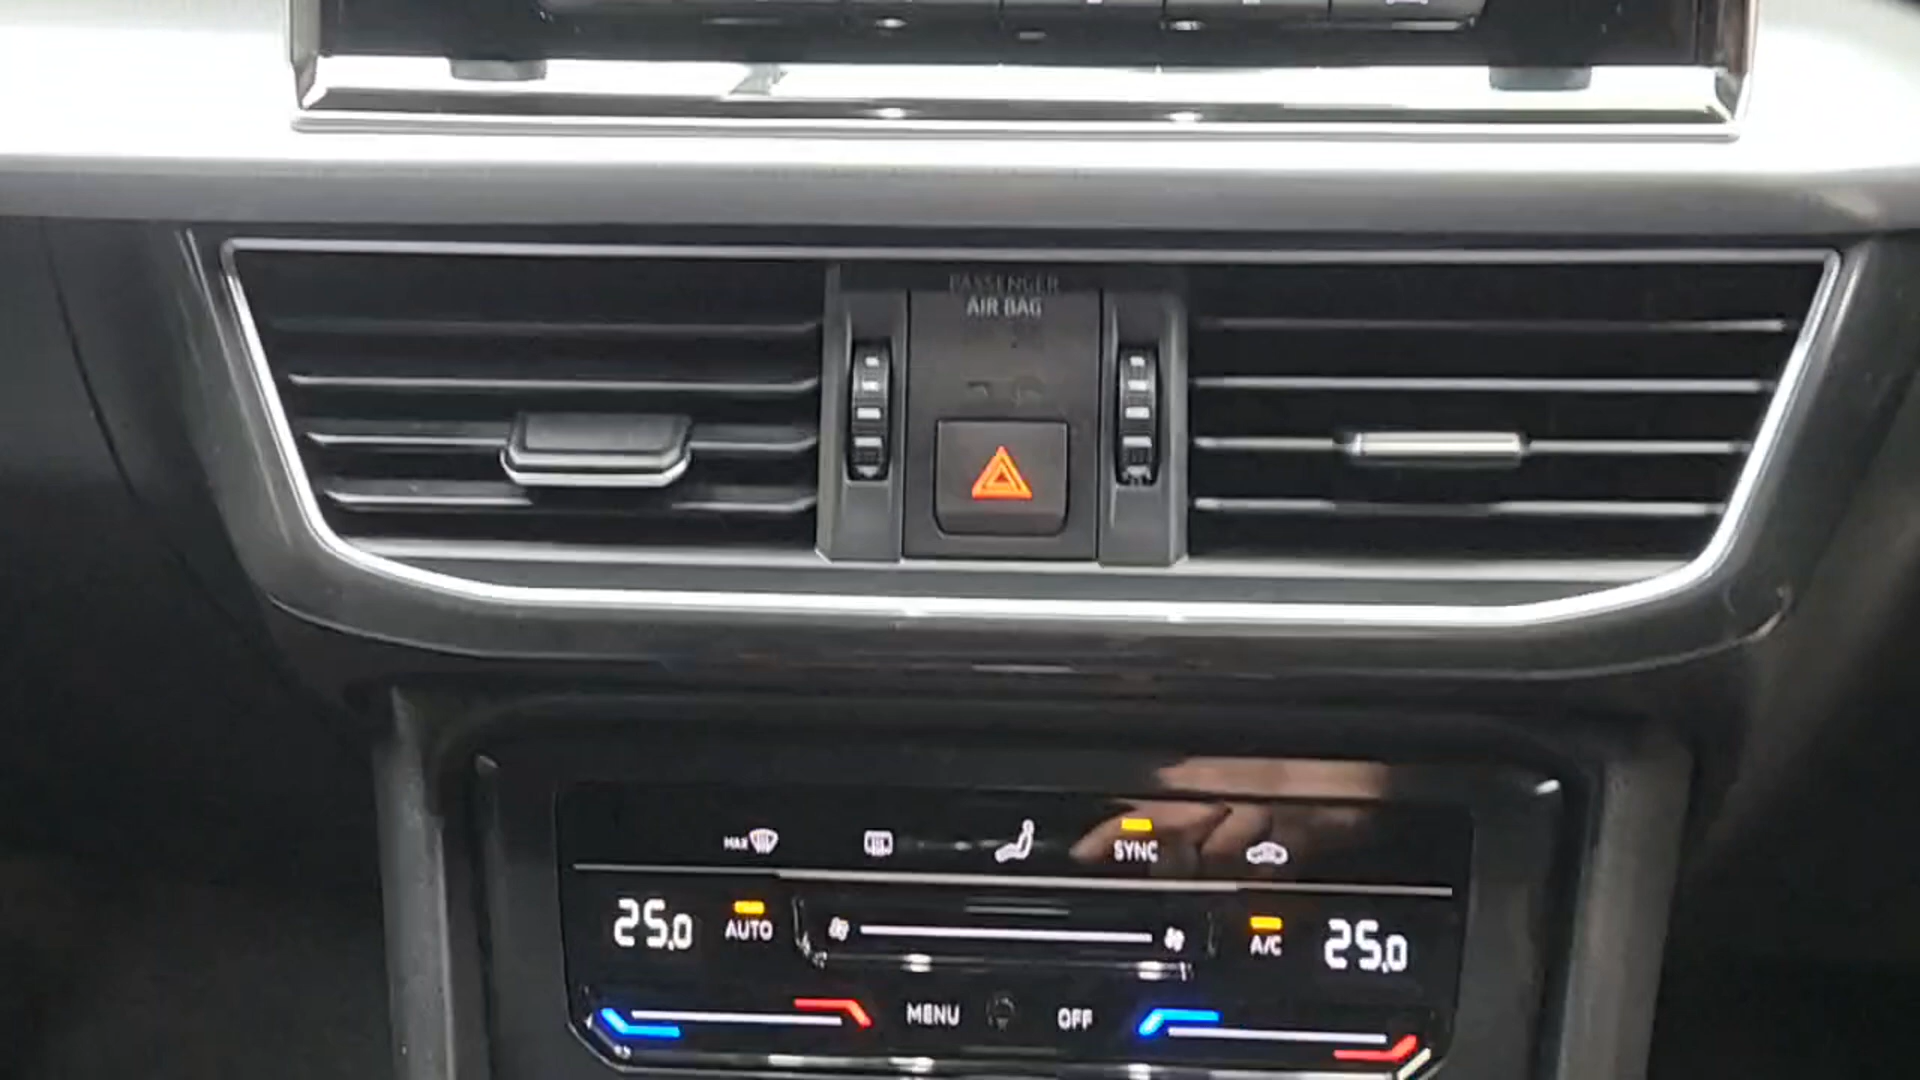 PASSENGER
AIR BAG
MAX
SYNC
25.0
AUTO
A/C
25.0
MENU
OFF